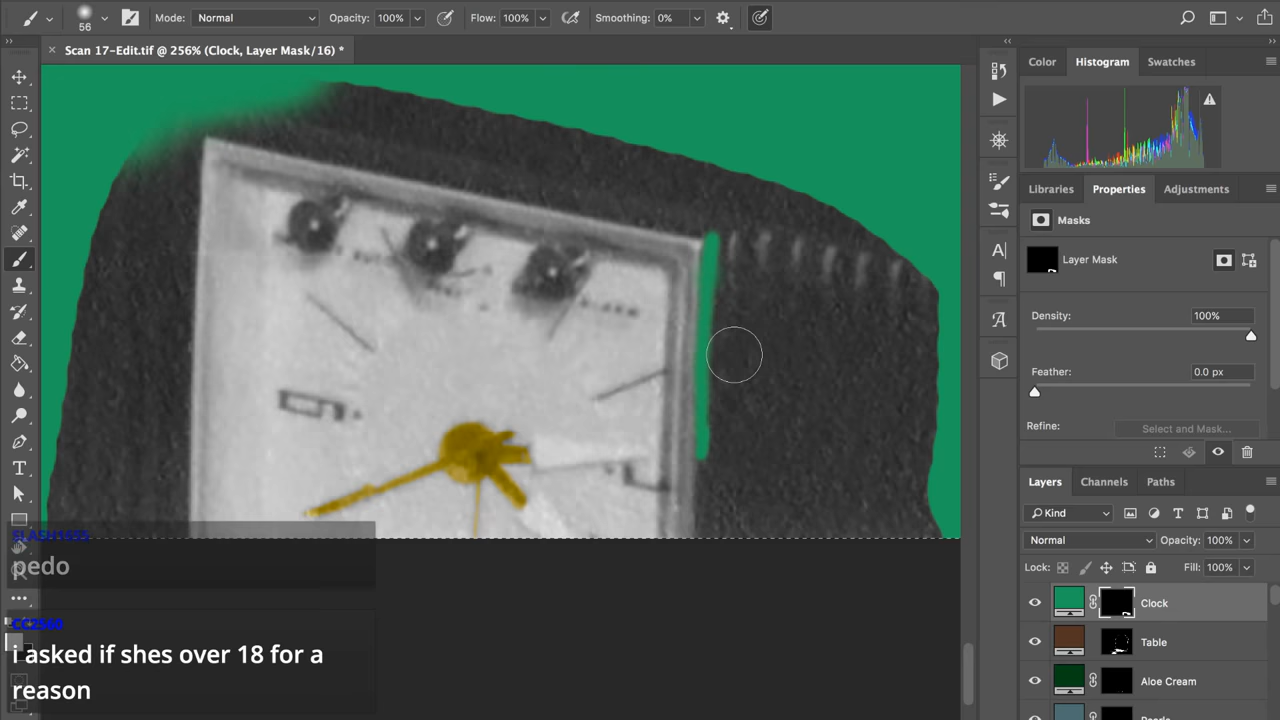 56
Mode: Normal
Opacity: 100%
Flow: 100%
Smoothing: 0%
Scan 17-Edit.tif @ 256% (Clock, Layer Mask/16) *
Color
Histogram
Swatches
Libraries
Properties
Adjustments
Masks
Layer Mask
Density: 100%
Feather: 0.0 px
Refine: Select and Mask...
Layers
Channels
Paths
Kind
Normal
Opacity: 100%
Lock:
Fill: 100%
Clock
Table
Aloe Cream
SLASH1555
pedo
CC2560
i asked if shes over 18 for a
reason